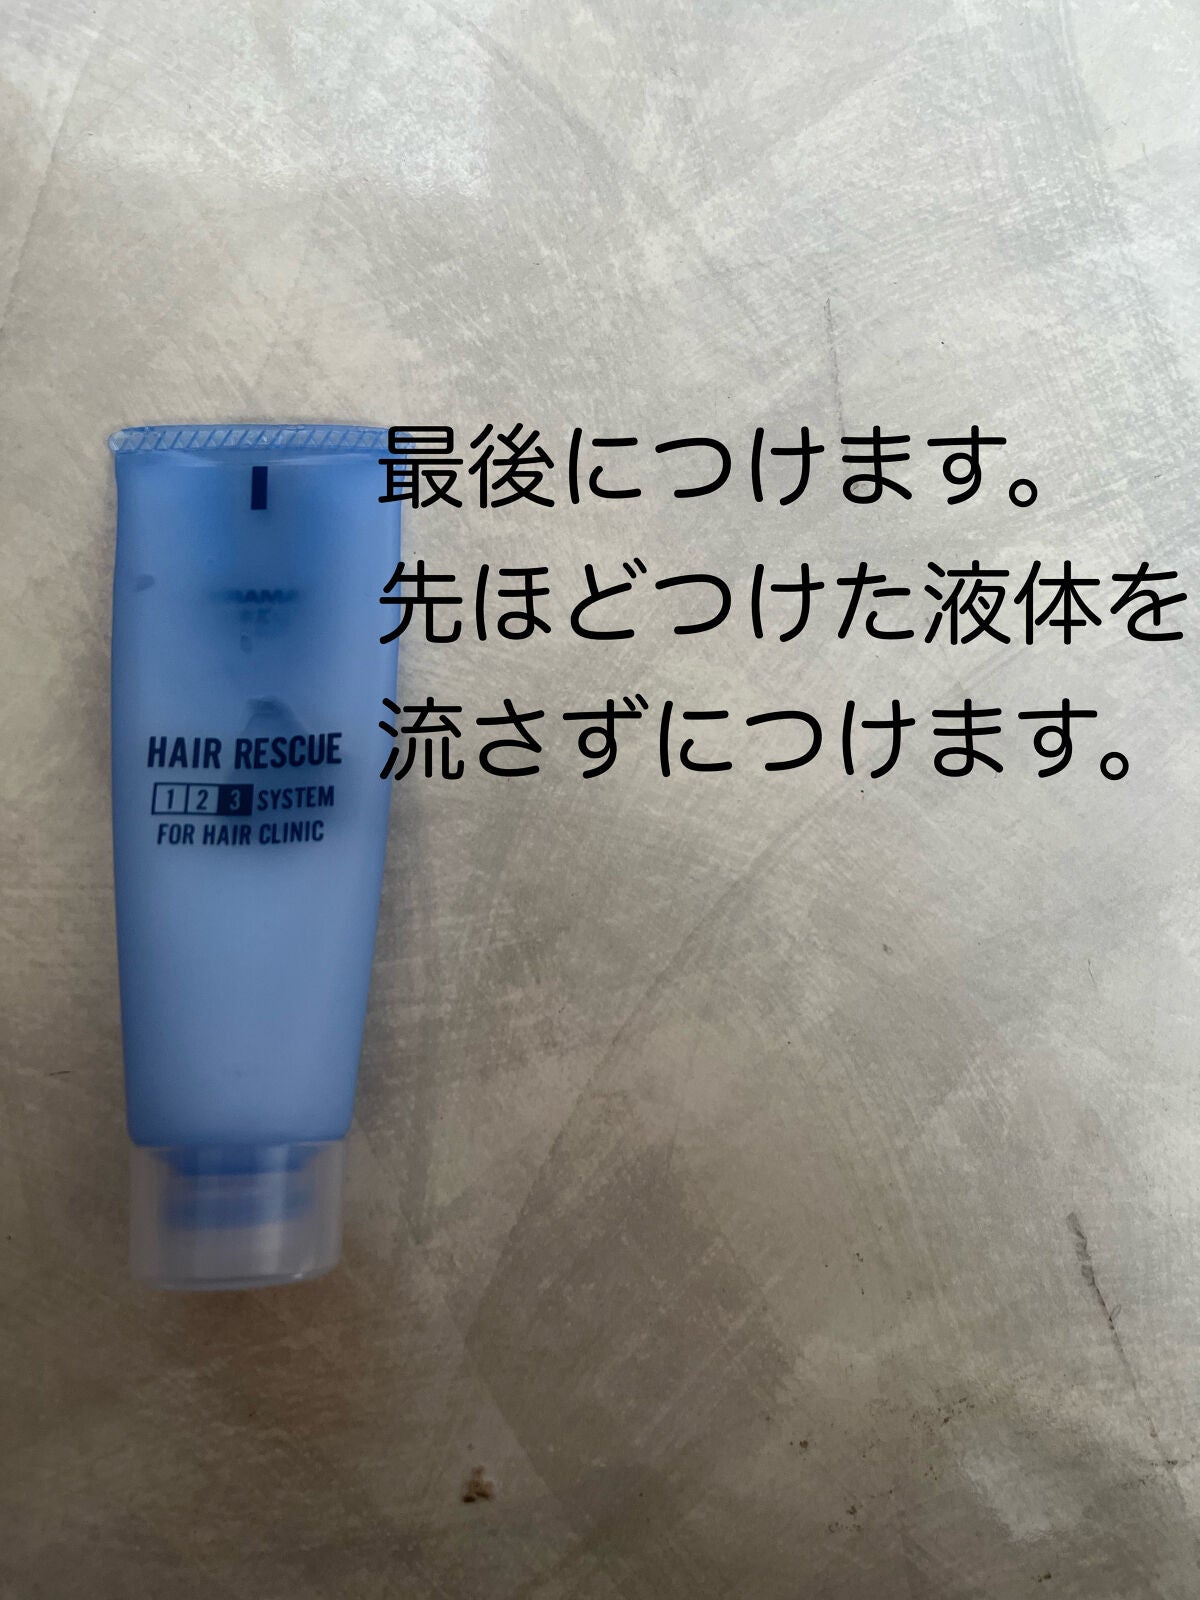 最後につけます。
先ほどつけた液体を
流さずにつけます。
HAIR RESCUE
1 2 3 SYSTEM
FOR HAIR CLINIC